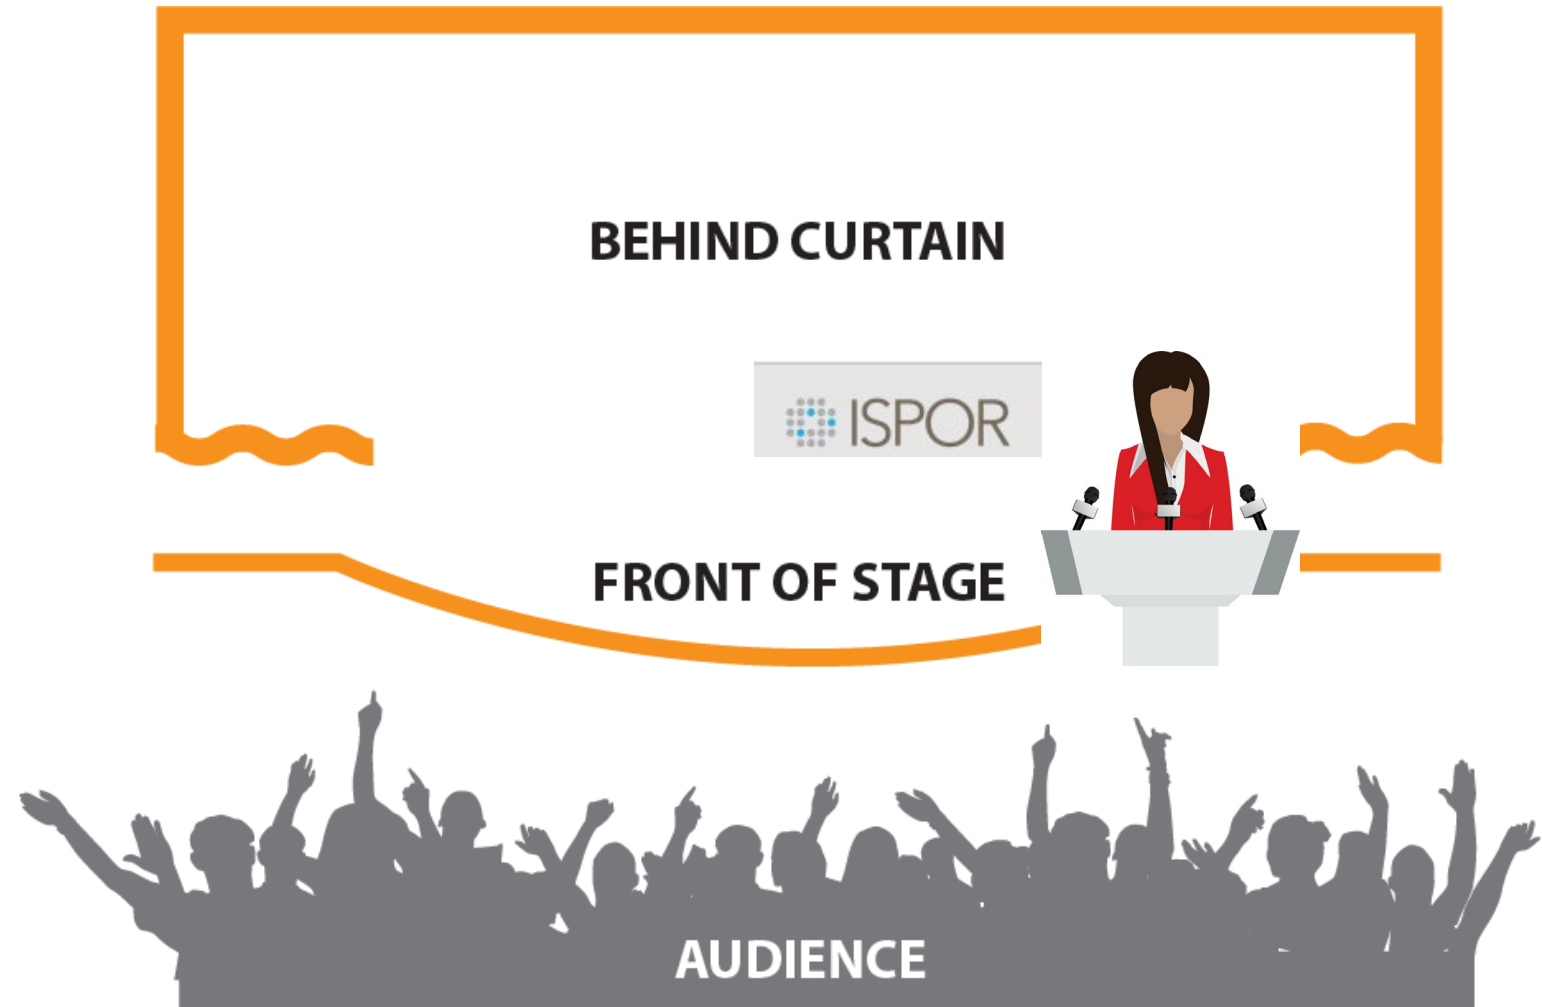 BEHIND CURTAIN
ISPOR
FRONT OF STAGE
AUDIENCE